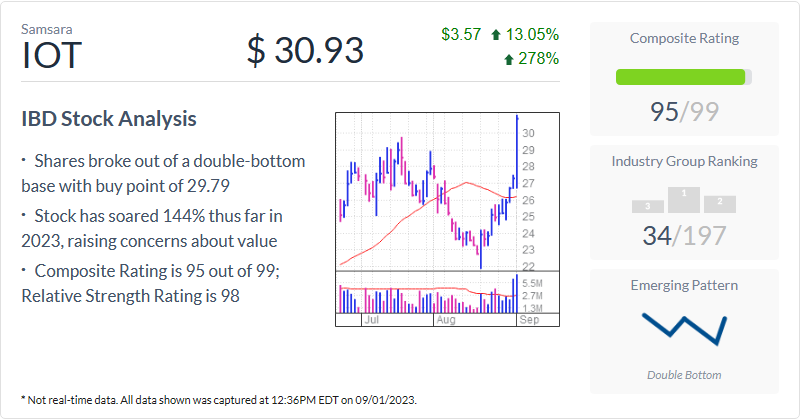 Samsara
IOT
$ 30.93
$3.57 13.05%
278%
IBD Stock Analysis
· Shares broke out of a double-bottom
base with buy point of 29.79
· Stock has soared 144% thus far in
2023, raising concerns about value
· Composite Rating is 95 out of 99;
Relative Strength Rating is 98
30
29
28
27
26
25
24
23
22
5.5M
2.7M
1.3M
Jul Aug Sep
Composite Rating
95/99
Industry Group Ranking
3 1 2
34/197
Emerging Pattern
Double Bottom
* Not real-time data. All data shown was captured at 12:36PM EDT on 09/01/2023.